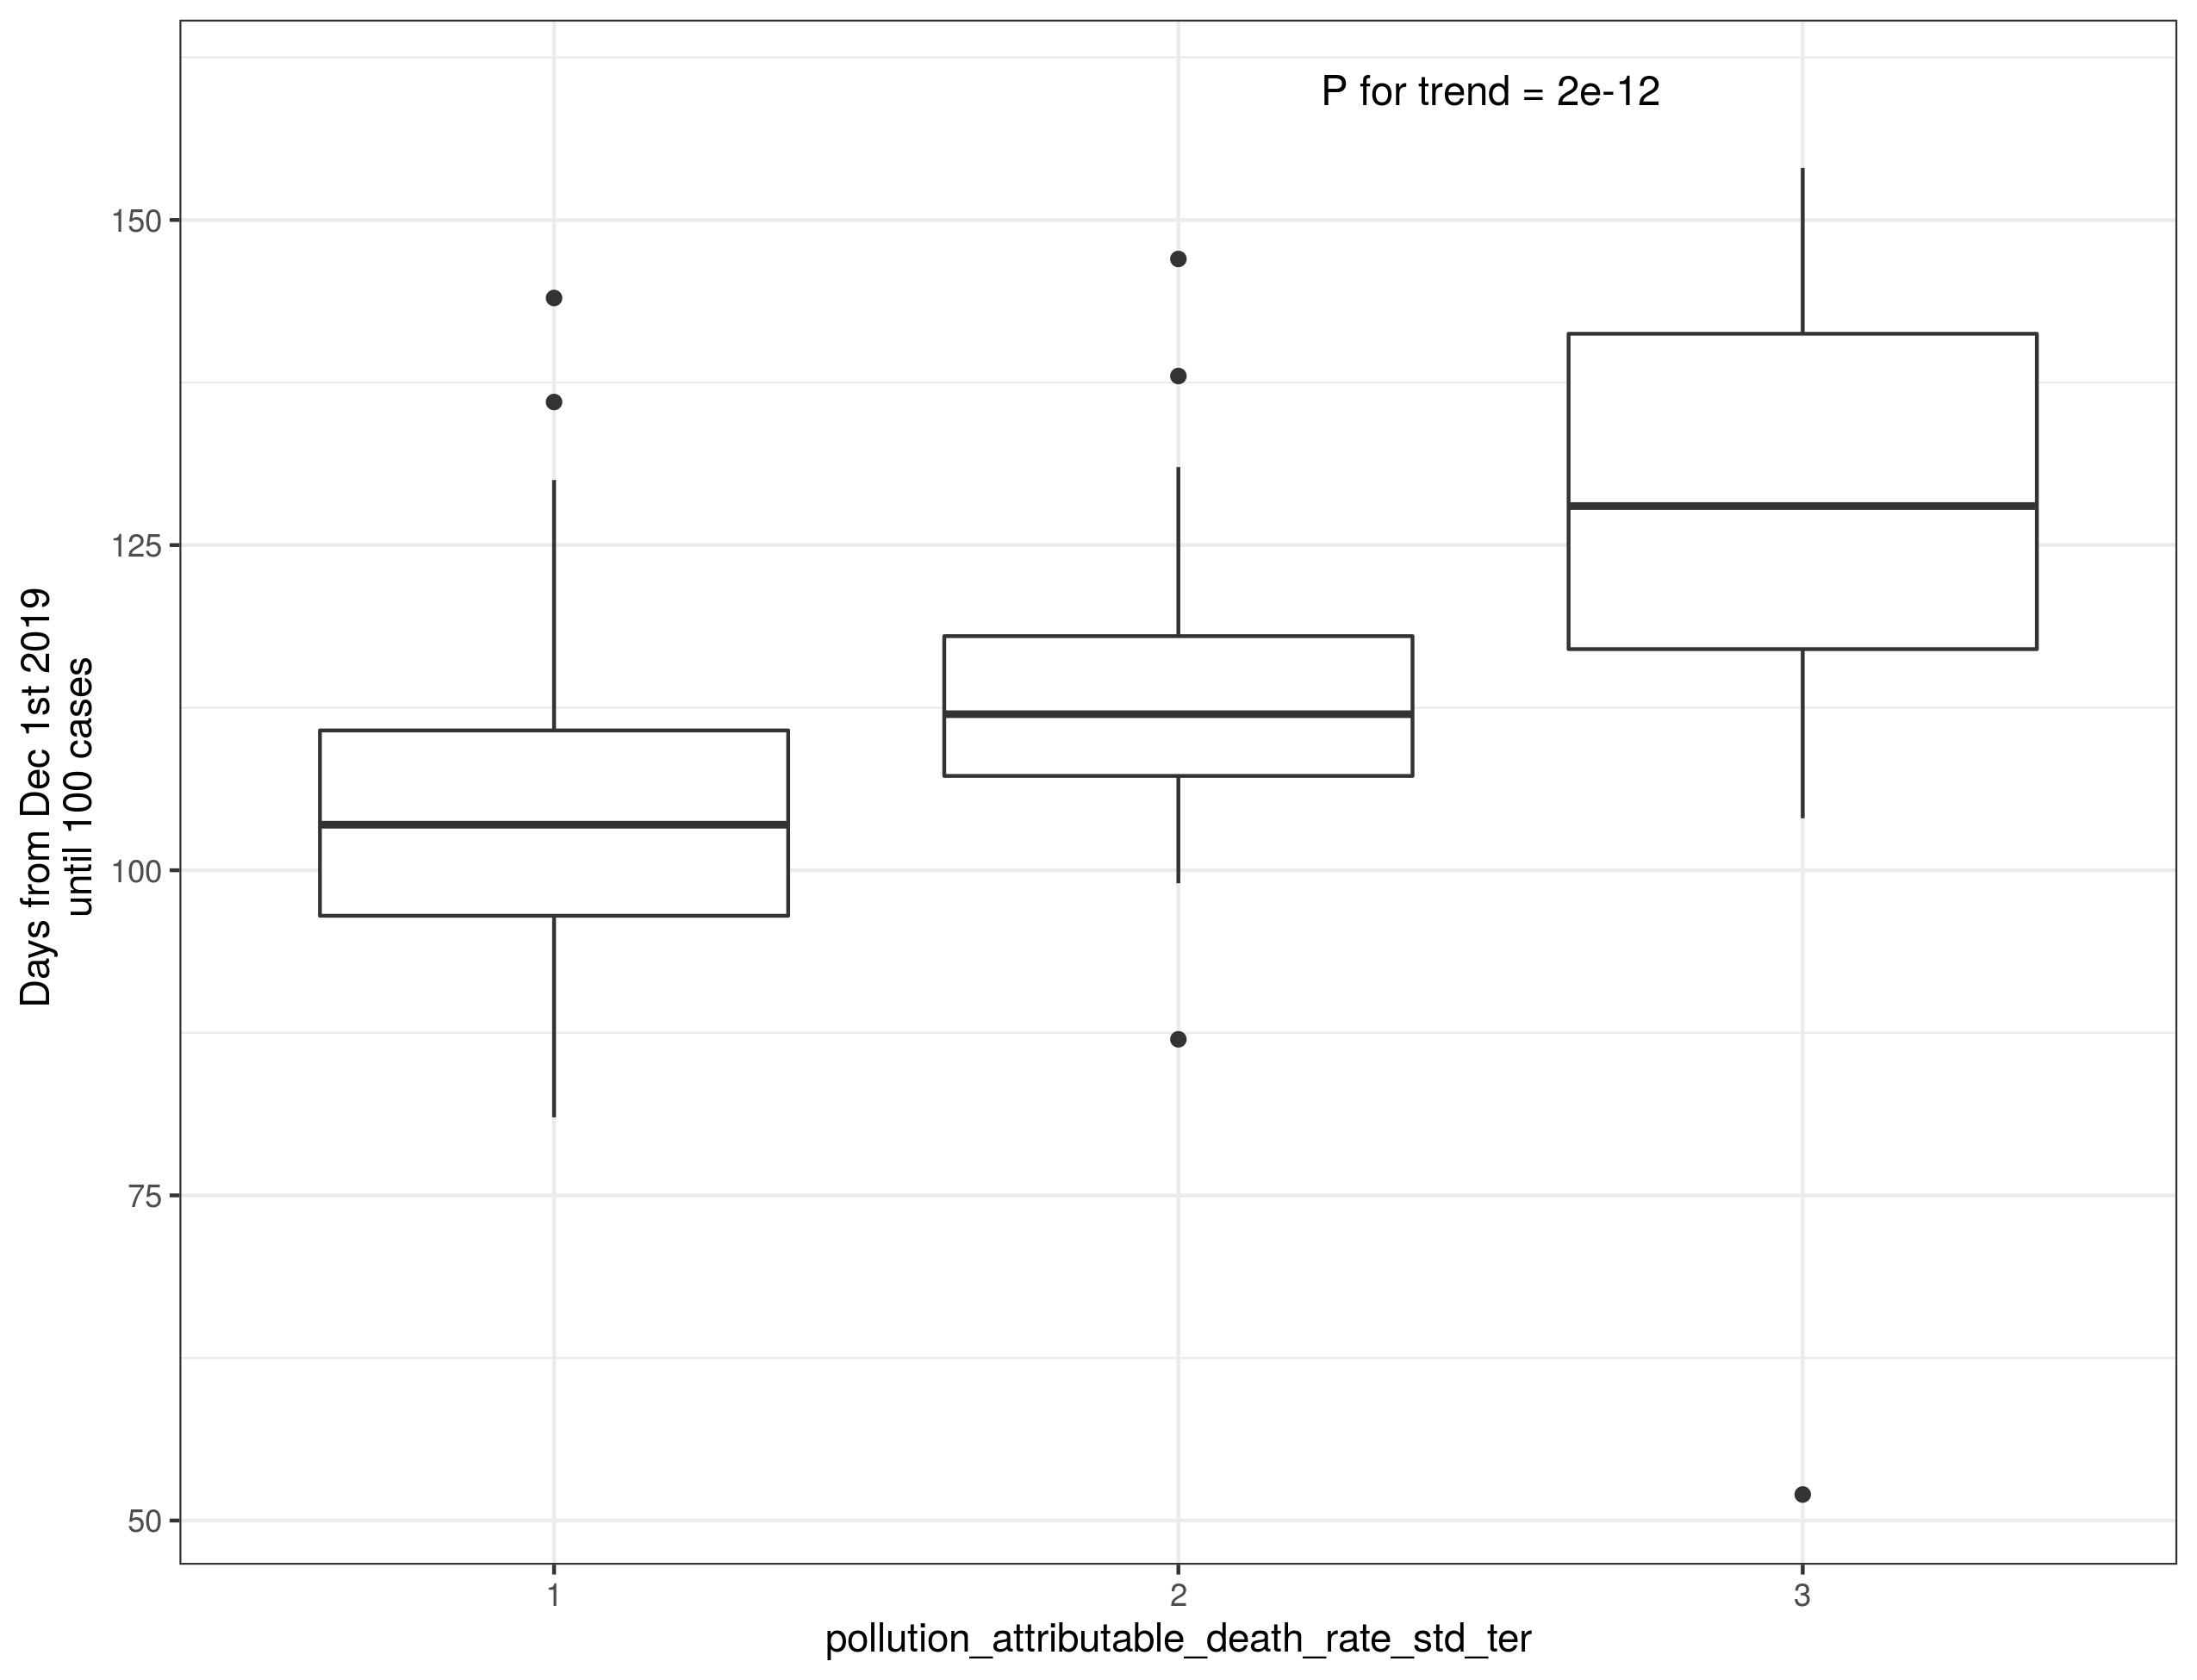 P for trend = 2e-12
150
125
100
75
50
Days from Dec 1st 2019
until 100 cases
1
2
3
pollution_attributable_death_rate_std_ter